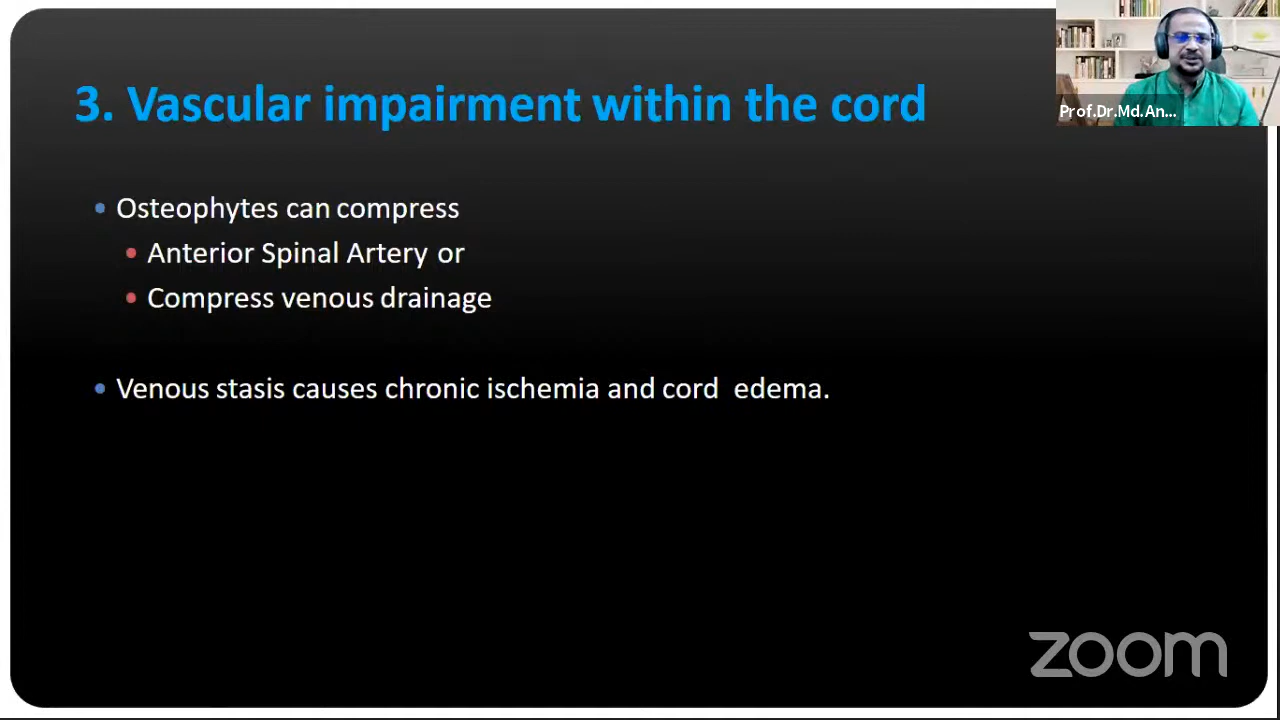 3. Vascular impairment within the cord
Prof.Dr.Md.An...
• Osteophytes can compress
• Anterior Spinal Artery or
• Compress venous drainage
• Venous stasis causes chronic ischemia and cord edema.
zoom